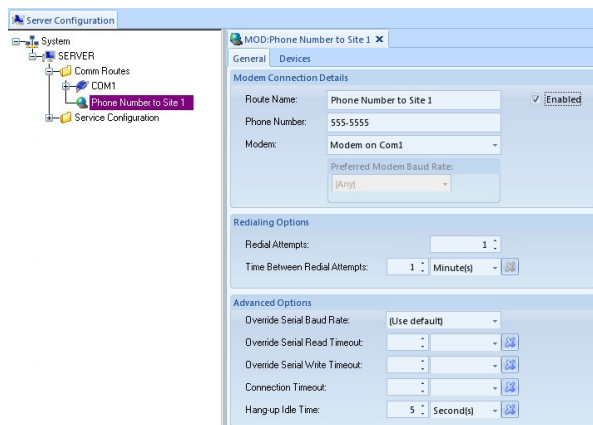 Server Configuration
System
SERVER
Comm Routes
COM1
Phone Number to Site 1
Service Configuration
MOD:Phone Number to Site 1
General Devices
Modem Connection Details
Route Name: Phone Number to Site 1 Enabled
Phone Number: 555-5555
Modem: Modem on Com1
Preferred Modem Baud Rate:
(Any)
Redialing Options
Redial Attempts: 1
Time Between Redial Attempts: 1 Minute(s)
Advanced Options
Override Serial Baud Rate: (Use default)
Override Serial Read Timeout:
Override Serial Write Timeout:
Connection Timeout:
Hang-up Idle Time: 5 Second(s)